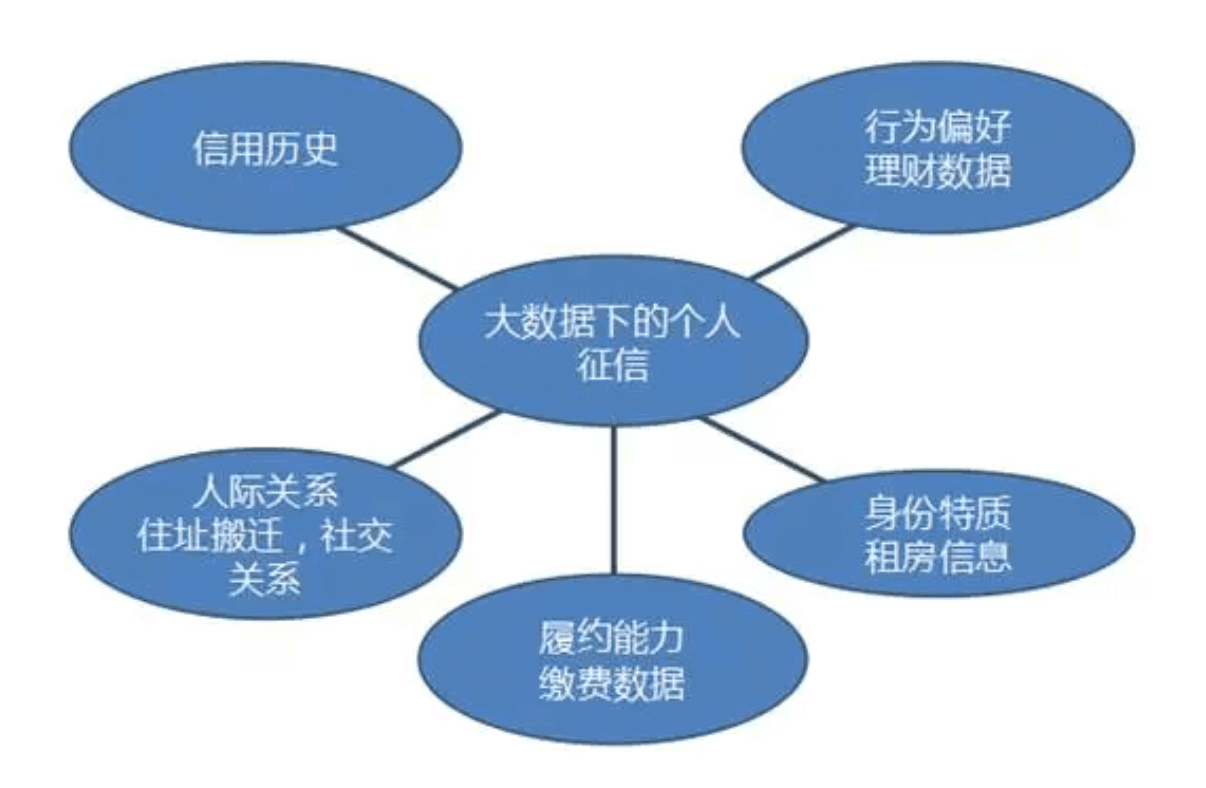 信用历史
行为偏好
理财数据
大数据下的个人
征信
人际关系
住址搬迁，社交
关系
身份特质
租房信息
履约能力
缴费数据